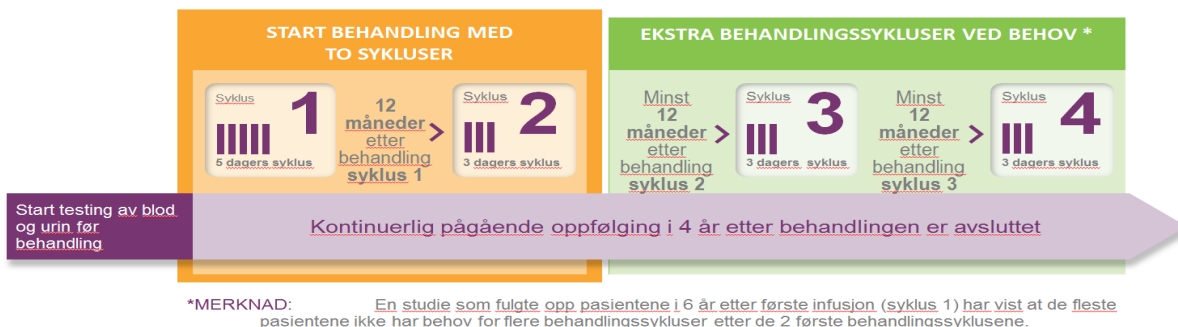 START BEHANDLING MED
TO SYKLUSER
EKSTRA BEHANDLINGSSYKLUSER VED BEHOV *
Syklus
1
5 dagers syklus
12
måneder
etter
behandling
syklus 1
Syklus
2
3 dagers syklus
Minst
12
måneder
etter
behandling
syklus 2
Syklus
3
3 dagers syklus
Minst
12
måneder
etter
behandling
syklus 3
Syklus
4
3 dagers syklus
Start testing av blod
og urin før
behandling
Kontinuerlig pågående oppfølging i 4 år etter behandlingen er avsluttet
*MERKNAD: En studie som fulgte opp pasientene i 6 år etter første infusjon (syklus 1) har vist at de fleste
pasientene ikke har behov for flere behandlingssykluser etter de 2 første behandlingssyklusene.